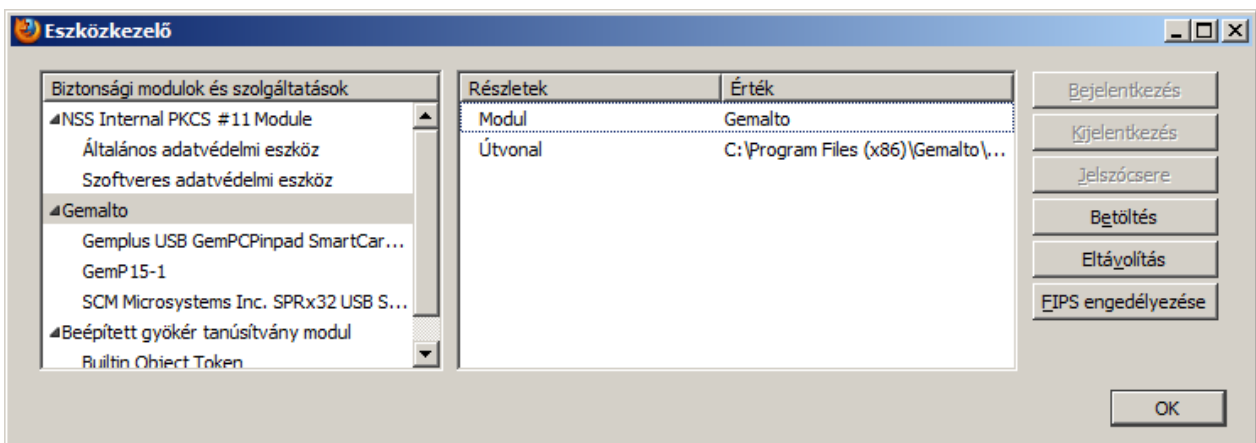 Eszközkezelő
Biztonsági modulok és szolgáltatások
NSS Internal PKCS #11 Module
Általános adatvédelmi eszköz
Szoftveres adatvédelmi eszköz
Gemalto
Gemplus USB GemPCPinpad SmartCar...
GemP15-1
SCM Microsystems Inc. SPRx32 USB S...
Beépített gyökér tanúsítvány modul
Builtin Object Token
Részletek Érték
Modul Gemalto
Útvonal C:\Program Files (x86)\Gemalto\...
Bejelentkezés
Kijelentkezés
Jelszócsere
Betöltés
Eltávolítás
FIPS engedélyezése
OK